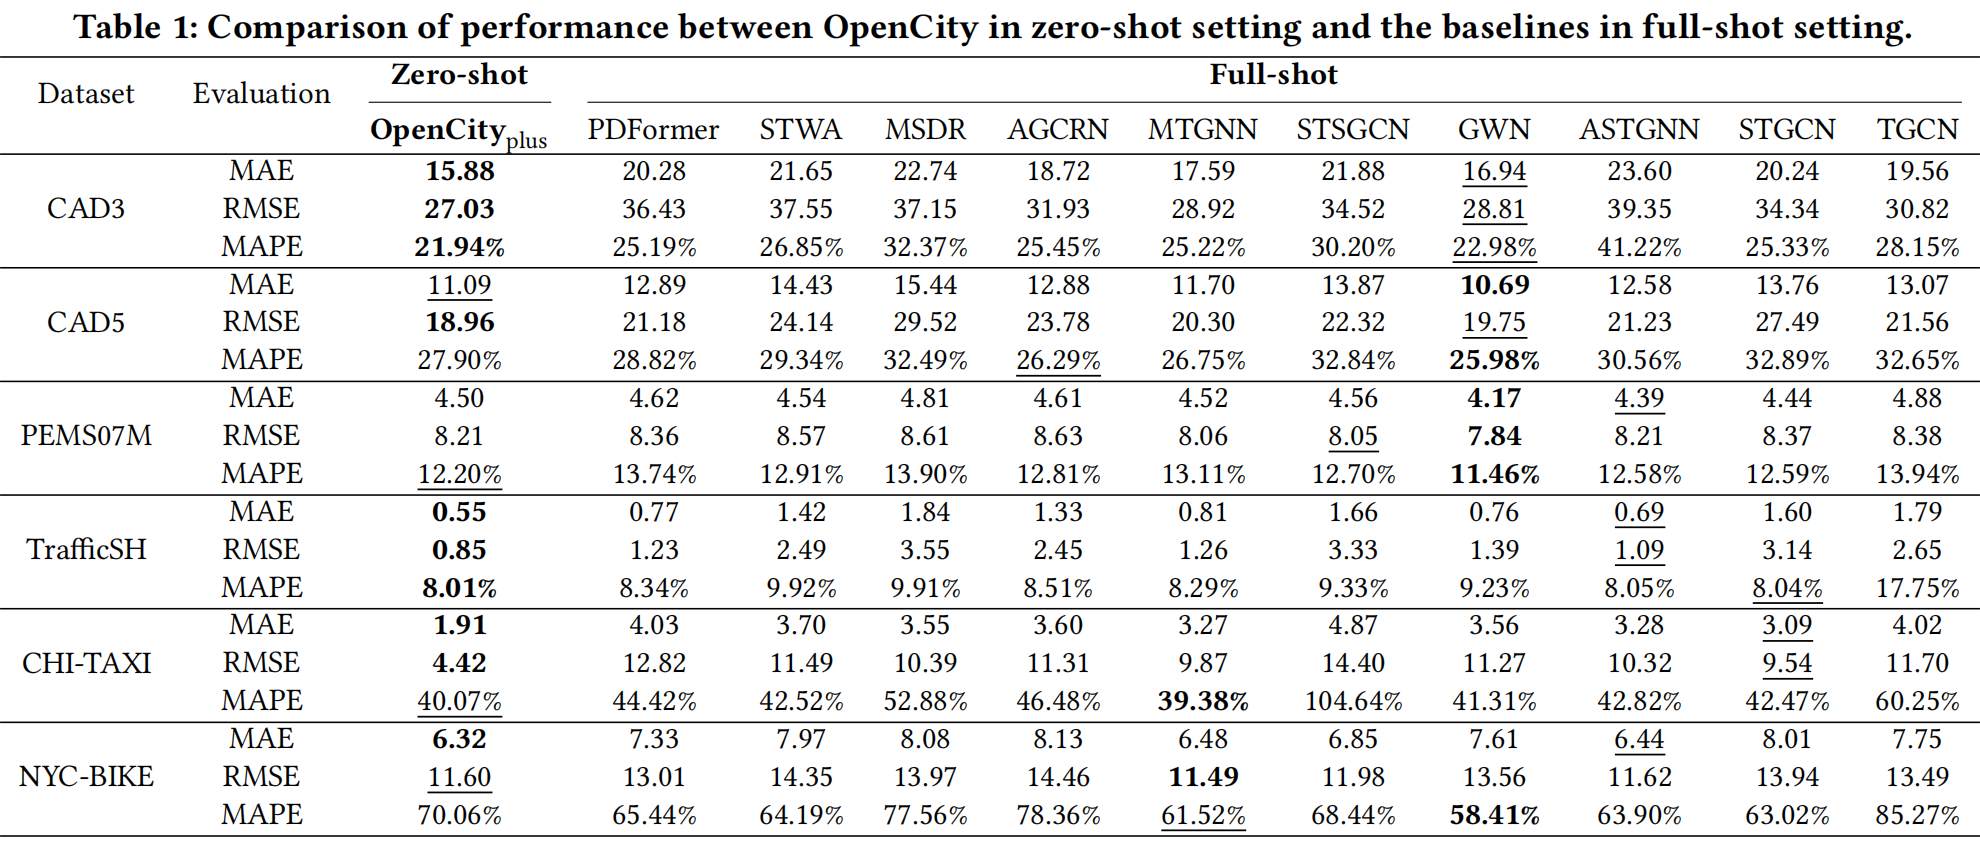 Table 1: Comparison of performance between OpenCity in zero-shot setting and the baselines in full-shot setting.
Dataset Evaluation Zero-shot Full-shot
OpenCityplus PDFormer STWA MSDR AGCRN MTGNN STSGCN GWN ASTGNN STGCN TGCN
MAE 15.88 20.28 21.65 22.74 18.72 17.59 21.88 16.94 23.60 20.24 19.56
CAD3 RMSE 27.03 36.43 37.55 37.15 31.93 28.92 34.52 28.81 39.35 34.34 30.82
MAPE 21.94% 25.19% 26.85% 32.37% 25.45% 25.22% 30.20% 22.98% 41.22% 25.33% 28.15%
MAE 11.09 12.89 14.43 15.44 12.88 11.70 13.87 10.69 12.58 13.76 13.07
CAD5 RMSE 18.96 21.18 24.14 29.52 23.78 20.30 22.32 19.75 21.23 27.49 21.56
MAPE 27.90% 28.82% 29.34% 32.49% 26.29% 26.75% 32.84% 25.98% 30.56% 32.89% 32.65%
MAE 4.50 4.62 4.54 4.81 4.61 4.52 4.56 4.17 4.39 4.44 4.88
PEMS07M RMSE 8.21 8.36 8.57 8.61 8.63 8.06 8.05 7.84 8.21 8.37 8.38
MAPE 12.20% 13.74% 12.91% 13.90% 12.81% 13.11% 12.70% 11.46% 12.58% 12.59% 13.94%
MAE 0.55 0.77 1.42 1.84 1.33 0.81 1.66 0.76 0.69 1.60 1.79
TrafficSH RMSE 0.85 1.23 2.49 3.55 2.45 1.26 3.33 1.39 1.09 3.14 2.65
MAPE 8.01% 8.34% 9.92% 9.91% 8.51% 8.29% 9.33% 9.23% 8.05% 8.04% 17.75%
MAE 1.91 4.03 3.70 3.55 3.60 3.27 4.87 3.56 3.28 3.09 4.02
CHI-TAXI RMSE 4.42 12.82 11.49 10.39 11.31 9.87 14.40 11.27 10.32 9.54 11.70
MAPE 40.07% 44.42% 42.52% 52.88% 46.48% 39.38% 104.64% 41.31% 42.82% 42.47% 60.25%
MAE 6.32 7.33 7.97 8.08 8.13 6.48 6.85 7.61 6.44 8.01 7.75
NYC-BIKE RMSE 11.60 13.01 14.35 13.97 14.46 11.49 11.98 13.56 11.62 13.94 13.49
MAPE 70.06% 65.44% 64.19% 77.56% 78.36% 61.52% 68.44% 58.41% 63.90% 63.02% 85.27%